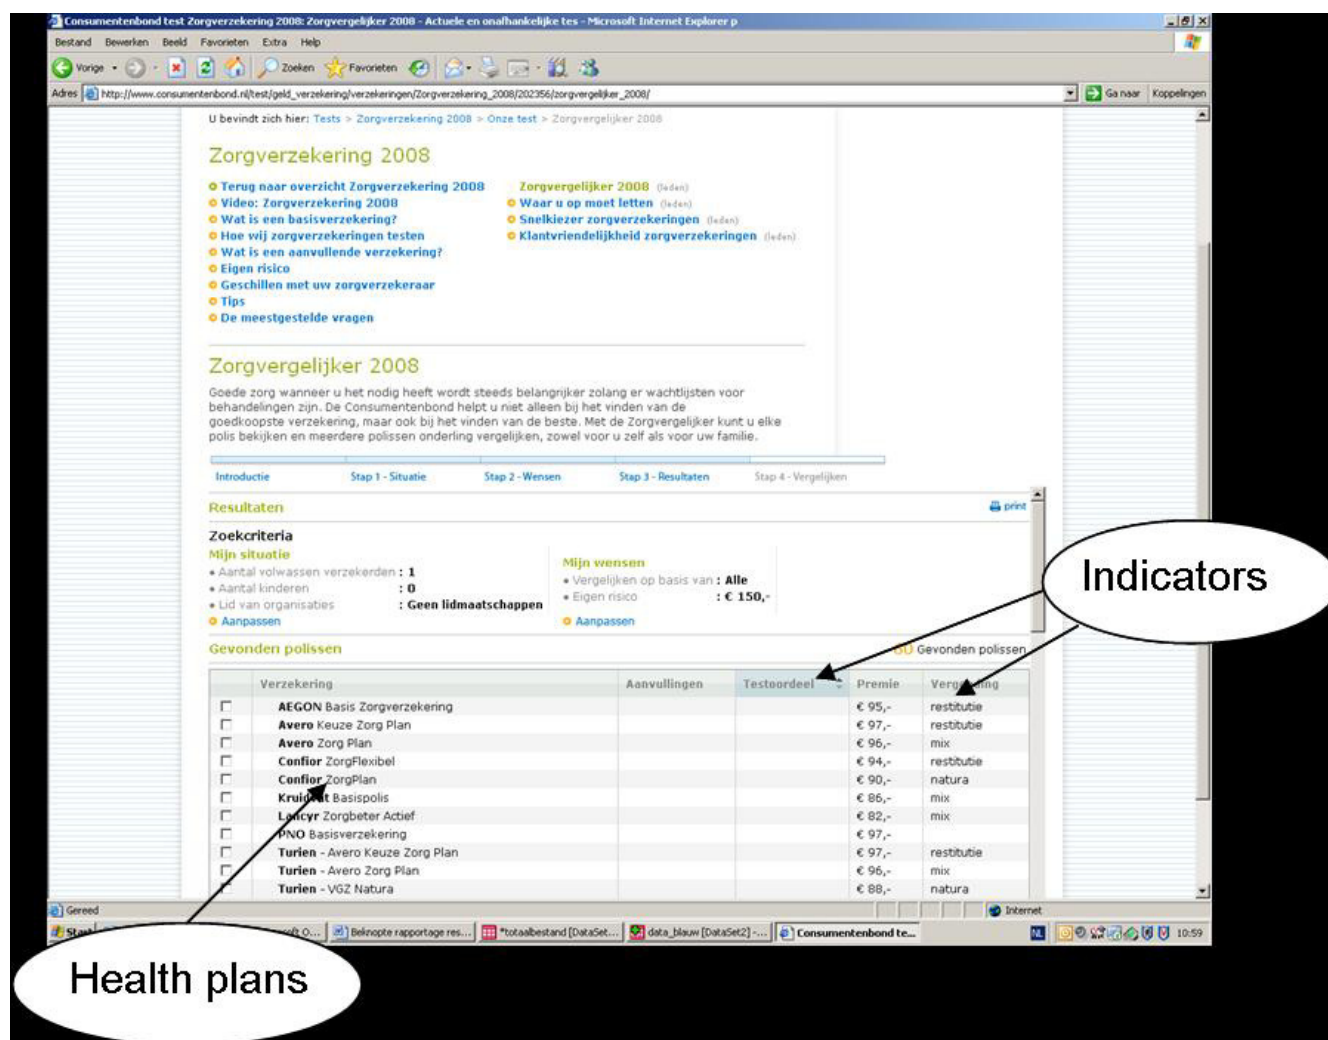 Consumentenbond test Zorgverzekering 2008: Zorgvergelijker 2008 - Actuele en onafhankelijke tes - Microsoft Internet Explorer p
Bestand Bewerken Beeld Favorieten Extra Help
Vorige Zoeken Favorieten
Adres http://www.consumentenbond.nl/test/geld_verzekering/verzekeringen/Zorgverzekering_2008/202356/zorgvergelijker_2008/ Ga naar Koppelingen
U bevindt zich hier: Tests > Zorgverzekering 2008 > Onze test > Zorgvergelijker 2008
Zorgverzekering 2008
Terug naar overzicht Zorgverzekering 2008 Zorgvergelijker 2008 (leden)
Video: Zorgverzekering 2008 Waar u op moet letten (leden)
Wat is een basisverzekering? Snelkiezer zorgverzekeringen (leden)
Hoe wij zorgverzekeringen testen Klantvriendelijkheid zorgverzekeringen (leden)
Wat is een aanvullende verzekering?
Eigen risico
Geschillen met uw zorgverzekeraar
Tips
De meestgestelde vragen
Zorgvergelijker 2008
Goede zorg wanneer u het nodig heeft wordt steeds belangrijker zolang er wachtlijsten voor
behandelingen zijn. De Consumentenbond helpt u niet alleen bij het vinden van de
goedkoopste verzekering, maar ook bij het vinden van de beste. Met de Zorgvergelijker kunt u elke
polis bekijken en meerdere polissen onderling vergelijken, zowel voor u zelf als voor uw familie.
Introductie Stap 1 - Situatie Stap 2 - Wensen Stap 3 - Resultaten Stap 4 - Vergelijken
Resultaten print
Zoekcriteria
Mijn situatie
• Aantal volwassen verzekerden : 1
• Aantal kinderen : 0
• Lid van organisaties : Geen lidmaatschappen
Aanpassen
Mijn wensen
• Vergelijken op basis van : Alle
• Eigen risico : € 150,-
Aanpassen
Indicators
Gevonden polissen 60 Gevonden polissen
Verzekering Aanvullingen Testoordeel Premie Vergoeding
AEGON Basis Zorgverzekering € 95,- restitutie
Avero Keuze Zorg Plan € 97,- restitutie
Avero Zorg Plan € 96,- mix
Confior ZorgFlexibel € 94,- restitutie
Confior ZorgPlan € 90,- natura
Kruidvat Basispolis € 86,- mix
Lancyr Zorgbeter Actief € 82,- mix
PNO Basisverzekering € 97,-
Turien - Avero Keuze Zorg Plan € 97,- restitutie
Turien - Avero Zorg Plan € 96,- mix
Turien - VGZ Natura € 88,- natura
Gereed Internet
Start Beknopte rapportage res... *totaalbestand [DataSet... data_blauw [DataSet2] -... Consumentenbond te... NL 10:59
Health plans